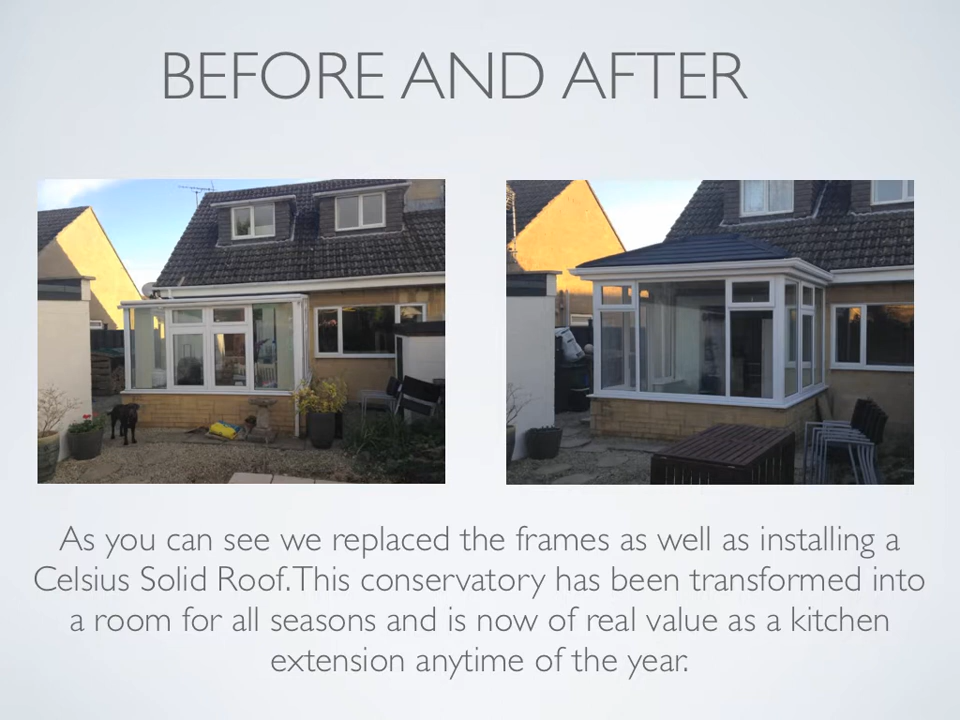 BEFORE AND AFTER
As you can see we replaced the frames as well as installing a
Celsius Solid Roof. This conservatory has been transformed into
a room for all seasons and is now of real value as a kitchen
extension anytime of the year.